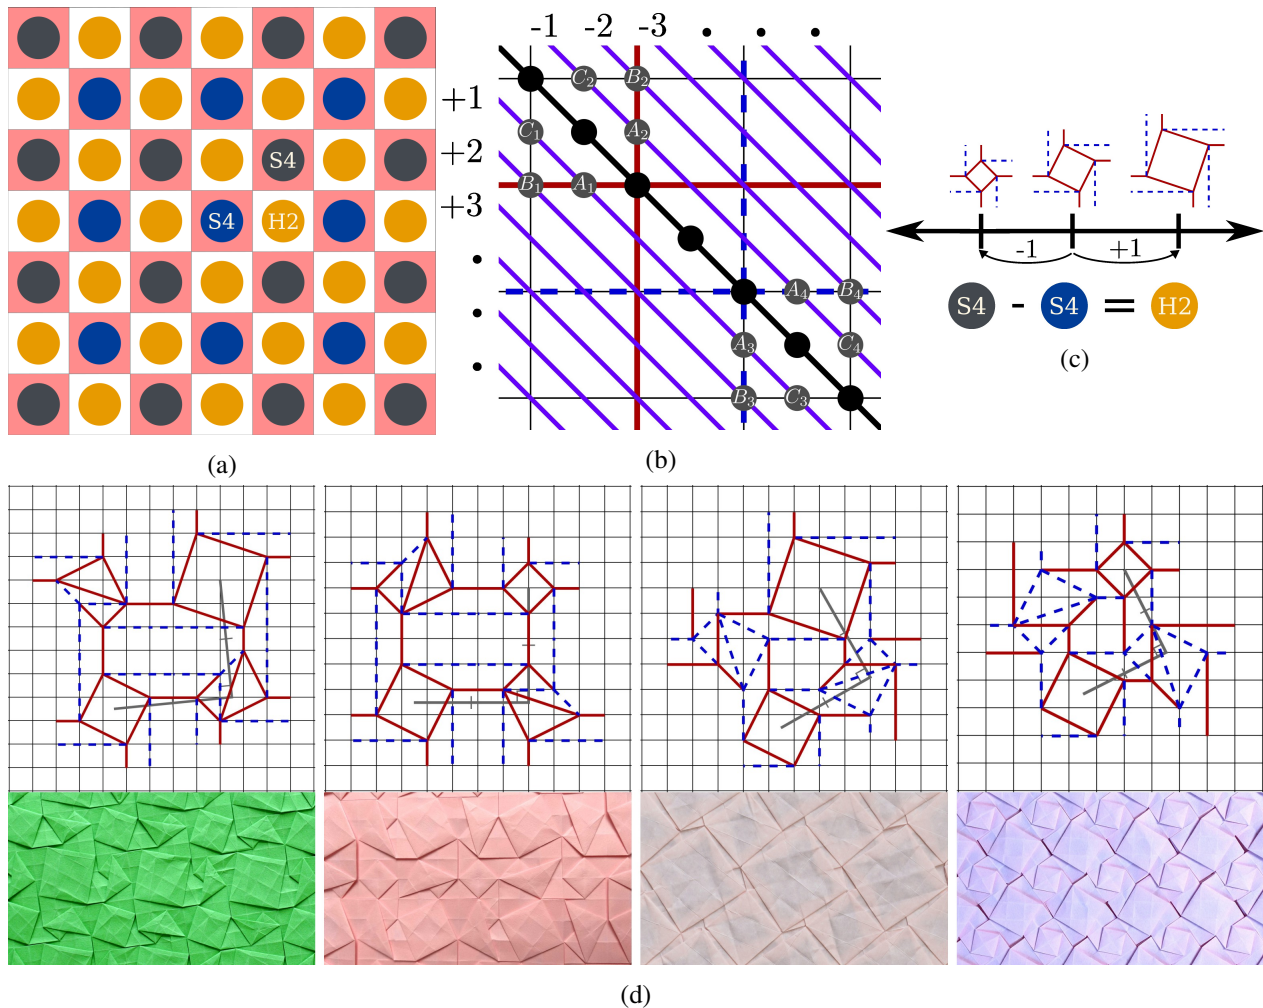 S4
S4 H2
(a)
-1 -2 -3
+1
+2
+3
C2 B2
C1 A2
B1 A1
A4 B4
A3 C4
B3 C3
(b)
-1 +1
S4 - S4 = H2
(c)
(d)